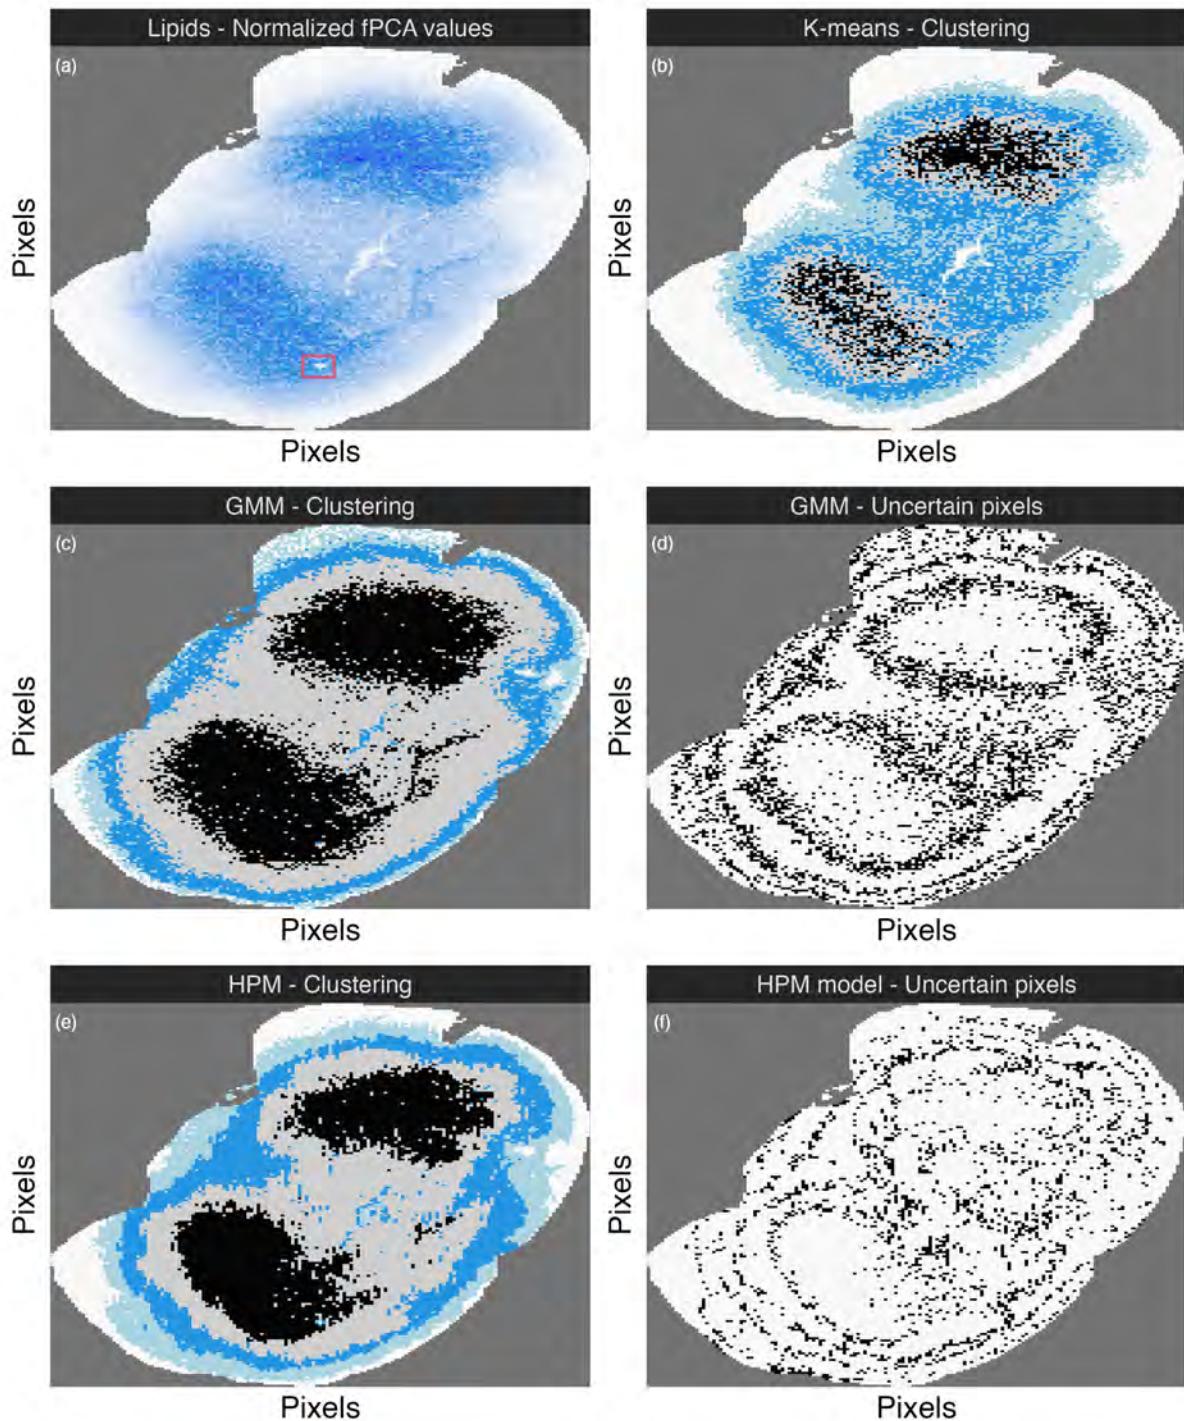 Lipids - Normalized fPCA values
K-means - Clustering
(a)
(b)
Pixels
Pixels
Pixels
Pixels
GMM - Clustering
GMM - Uncertain pixels
(c)
(d)
Pixels
Pixels
Pixels
Pixels
HPM - Clustering
HPM model - Uncertain pixels
(e)
(f)
Pixels
Pixels
Pixels
Pixels